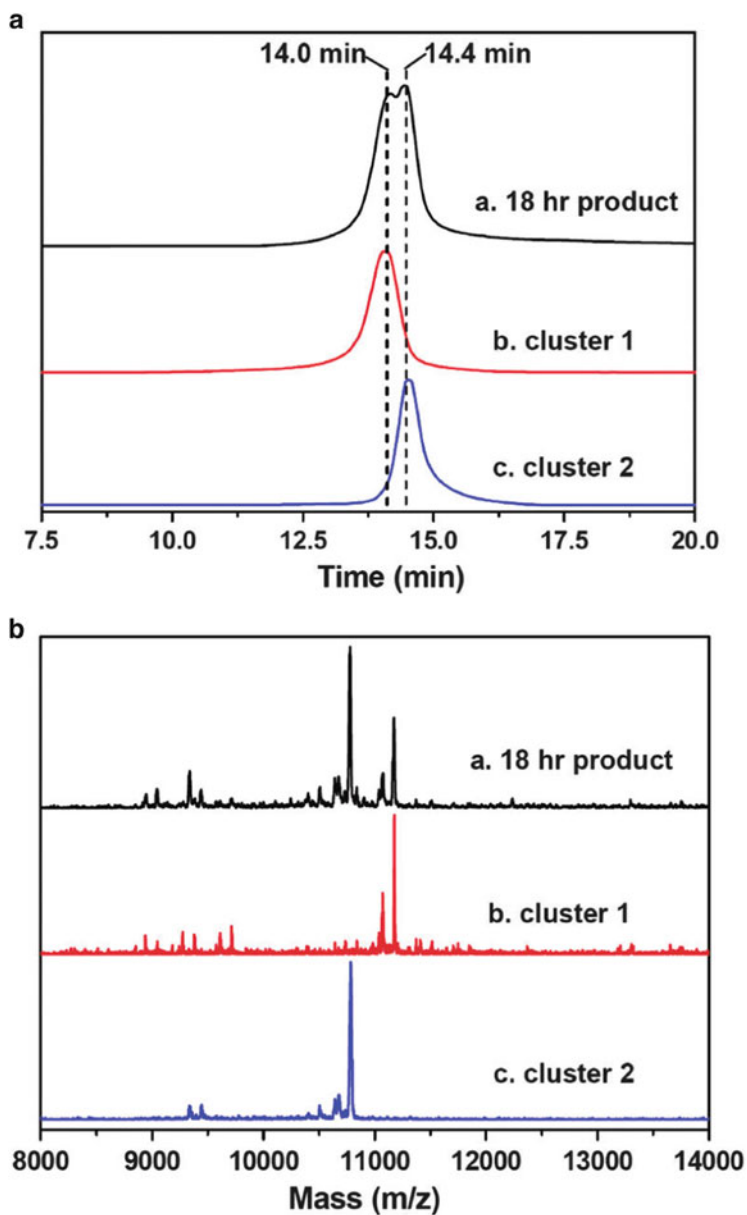 a
14.0 min 14.4 min
a. 18 hr product
b. cluster 1
c. cluster 2
7.5 10.0 12.5 15.0 17.5 20.0
Time (min)
b
a. 18 hr product
b. cluster 1
c. cluster 2
8000 9000 10000 11000 12000 13000 14000
Mass (m/z)